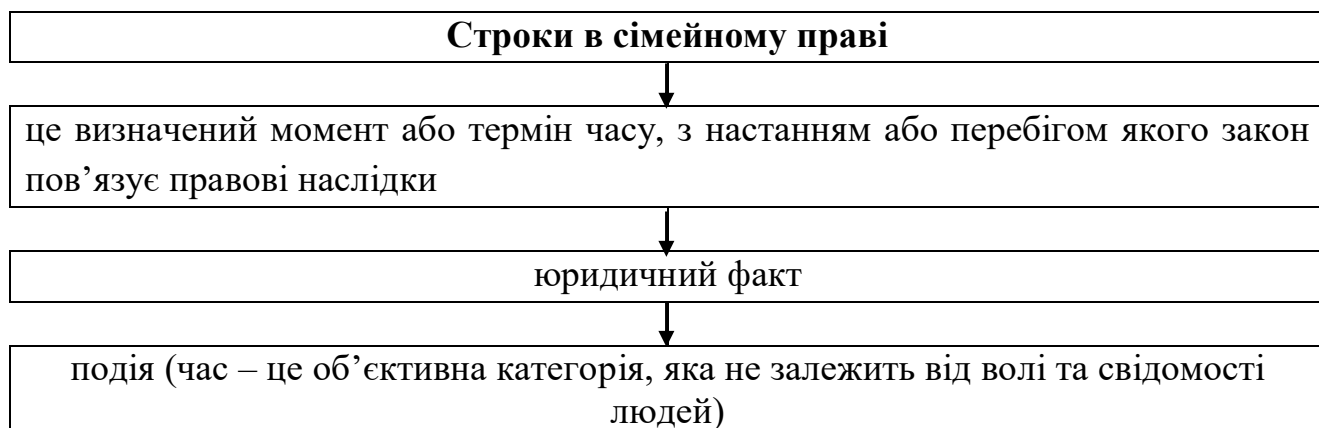 Строки в сімейному праві
це визначений момент або термін часу, з настанням або перебігом якого закон
пов’язує правові наслідки
юридичний факт
подія (час – це об’єктивна категорія, яка не залежить від волі та свідомості
людей)